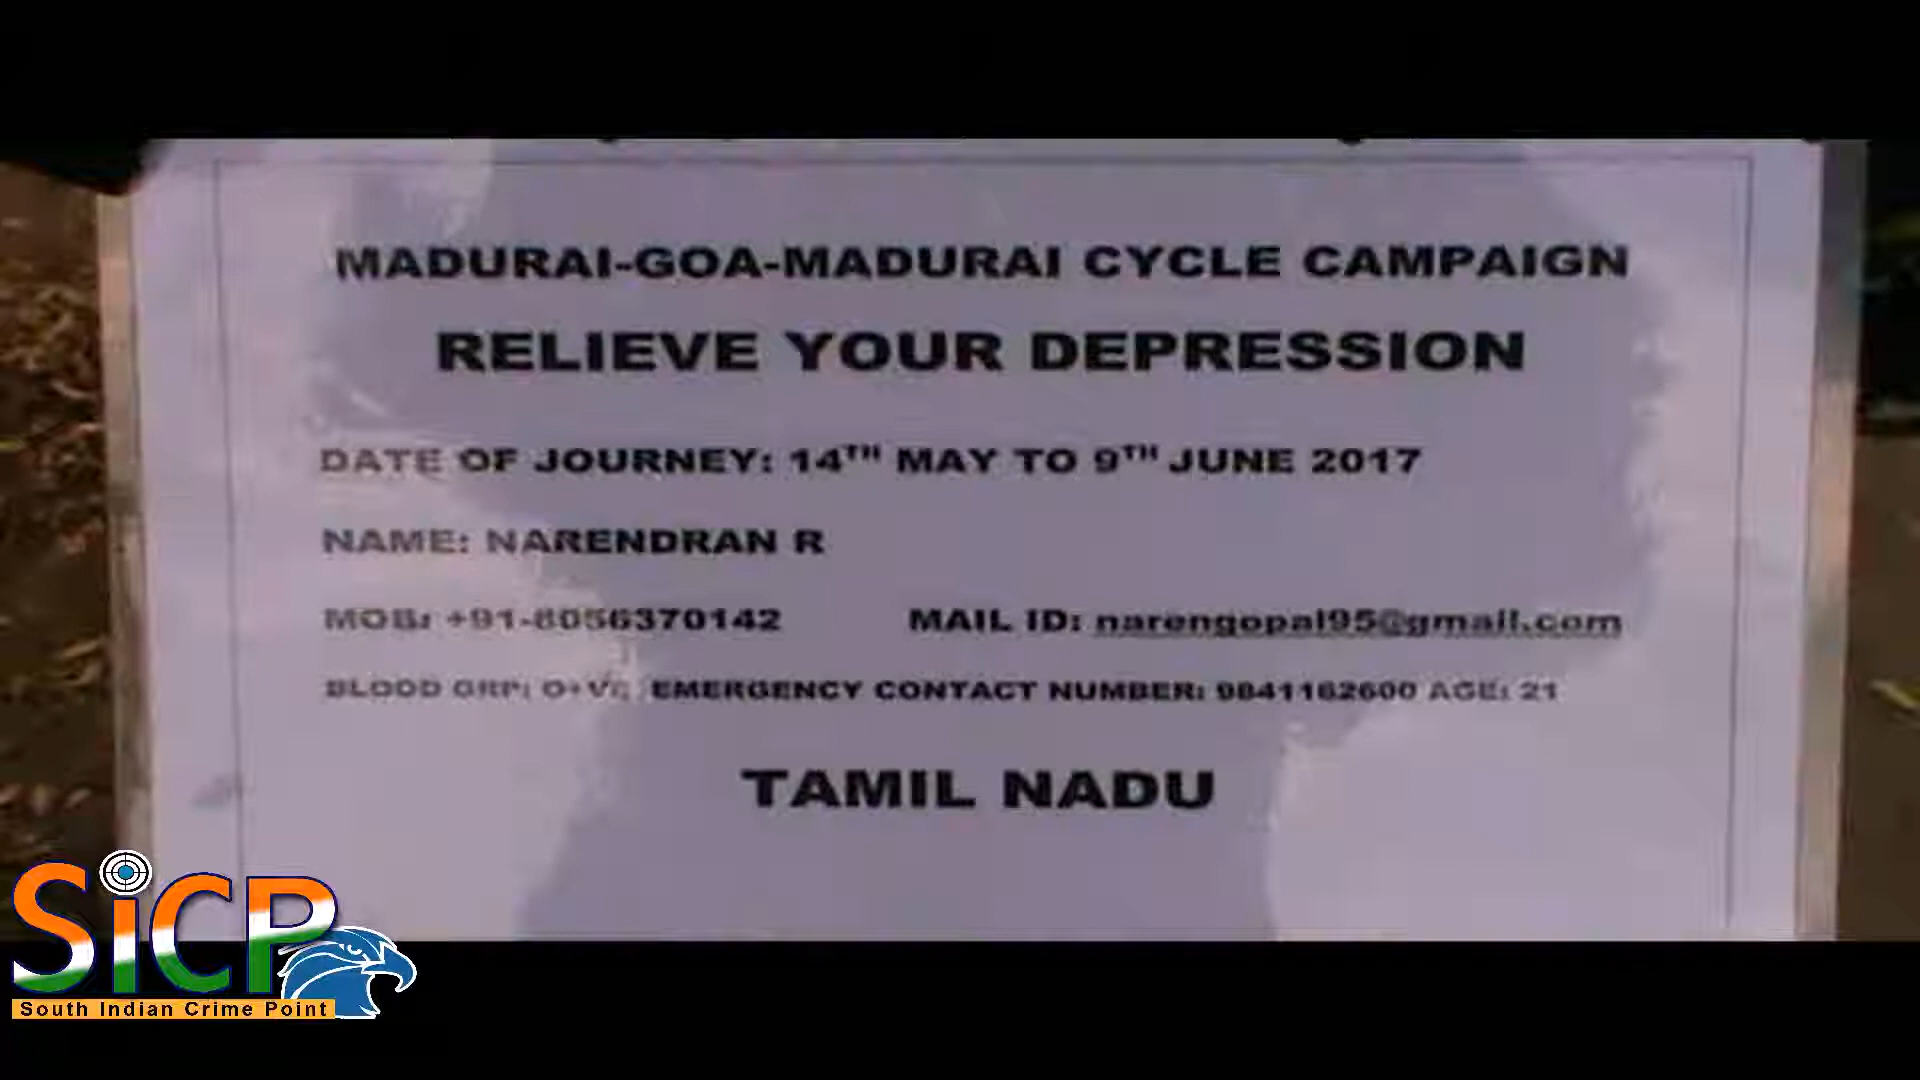 MADURAI-GOA-MADURAI CYCLE CAMPAIGN
RELIEVE YOUR DEPRESSION
DATE OF JOURNEY: 14TH MAY TO 9TH JUNE 2017
NAME: NARENDRAN R
MOB: +91-8056370142 MAIL ID: narengopal95@gmail.com
BLOOD GRP: O+VE, EMERGENCY CONTACT NUMBER: 9841162600 AGE: 21
TAMIL NADU
SiCP
South Indian Crime Point